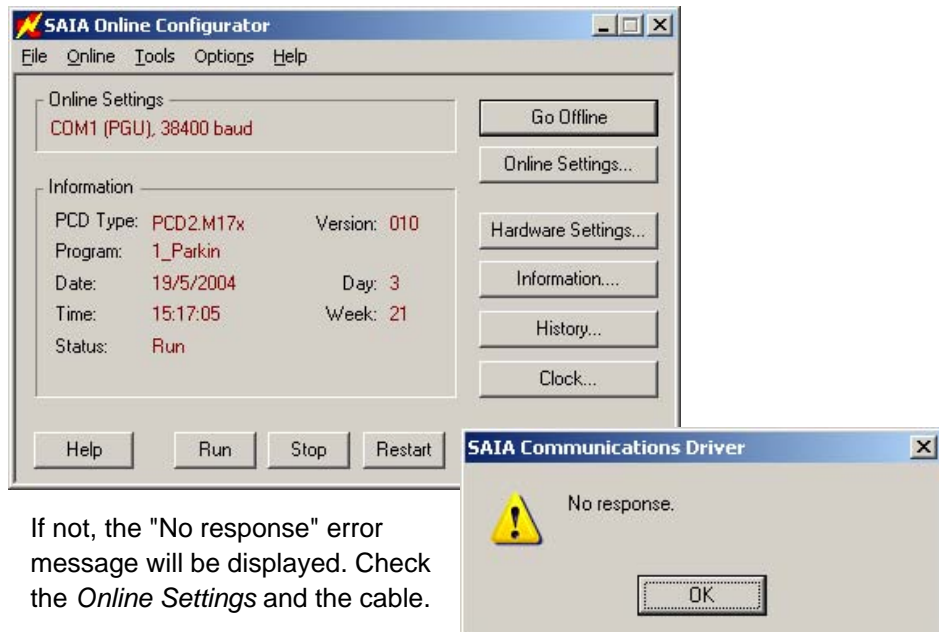 SAIA Online Configurator
File Online Tools Options Help
Online Settings
COM1 (PGU), 38400 baud
Go Offline
Online Settings...
Information
PCD Type: PCD2.M17x Version: 010
Hardware Settings...
Program: 1_Parkin
Date: 19/5/2004 Day: 3
Information....
Time: 15:17:05 Week: 21
History...
Status: Run
Clock...
Help Run Stop Restart
SAIA Communications Driver
No response.
OK
If not, the "No response" error
message will be displayed. Check
the Online Settings and the cable.